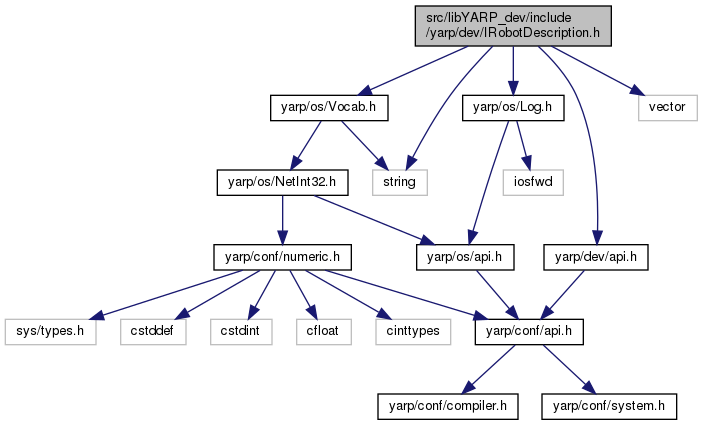 src/libYARP_dev/include
/yarp/dev/IRobotDescription.h
yarp/os/Vocab.h
yarp/os/Log.h
vector
yarp/os/NetInt32.h
string
iosfwd
yarp/conf/numeric.h
yarp/os/api.h
yarp/dev/api.h
sys/types.h
cstddef
cstdint
cfloat
cinttypes
yarp/conf/api.h
yarp/conf/compiler.h
yarp/conf/system.h